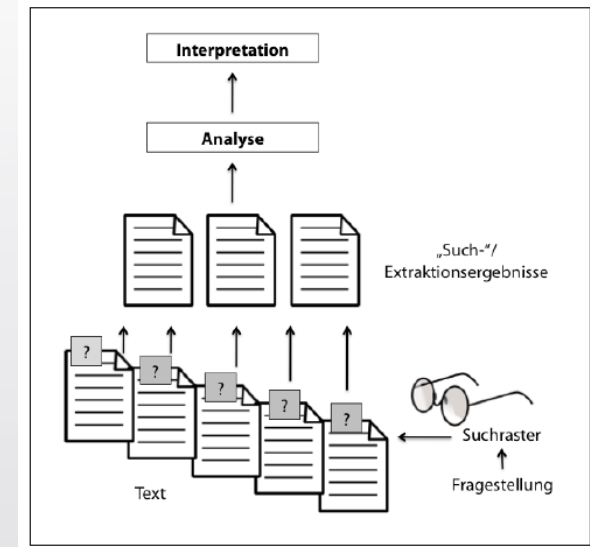 Interpretation
Analyse
„Such-“/
Extraktionsergebnisse
?
?
?
?
?
Suchraster
Text
Fragestellung